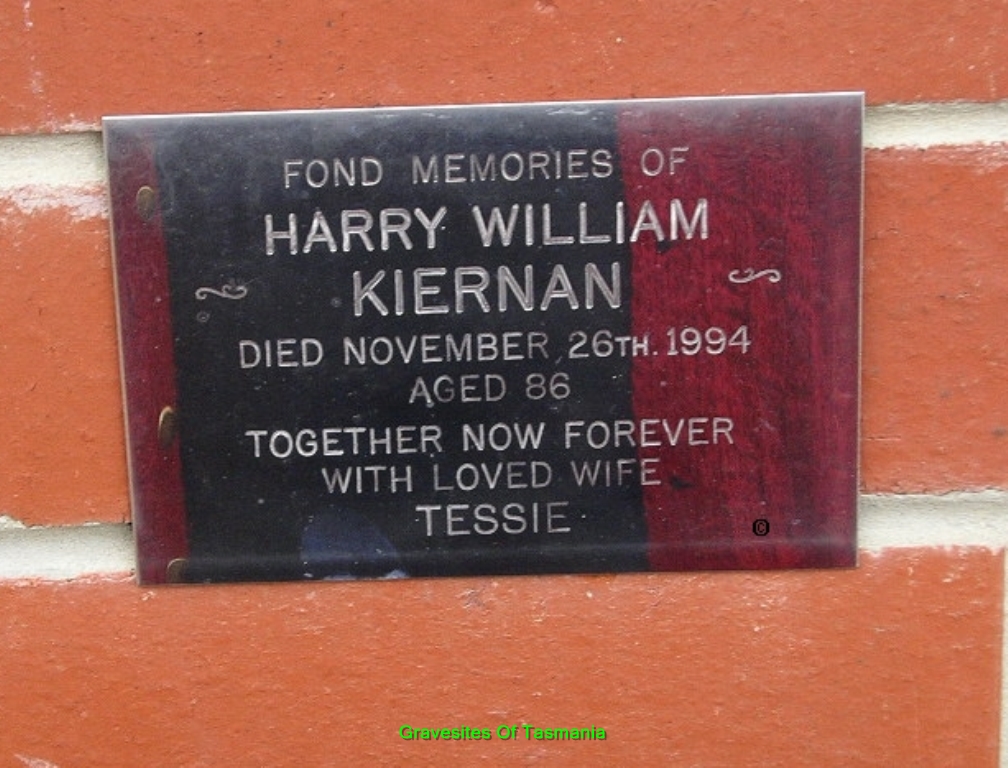 FOND MEMORIES OF
HARRY WILLIAM
KIERNAN
DIED NOVEMBER 26TH. 1994
AGED 86
TOGETHER NOW FOREVER
WITH LOVED WIFE
TESSIE
©
Gravesites Of Tasmania